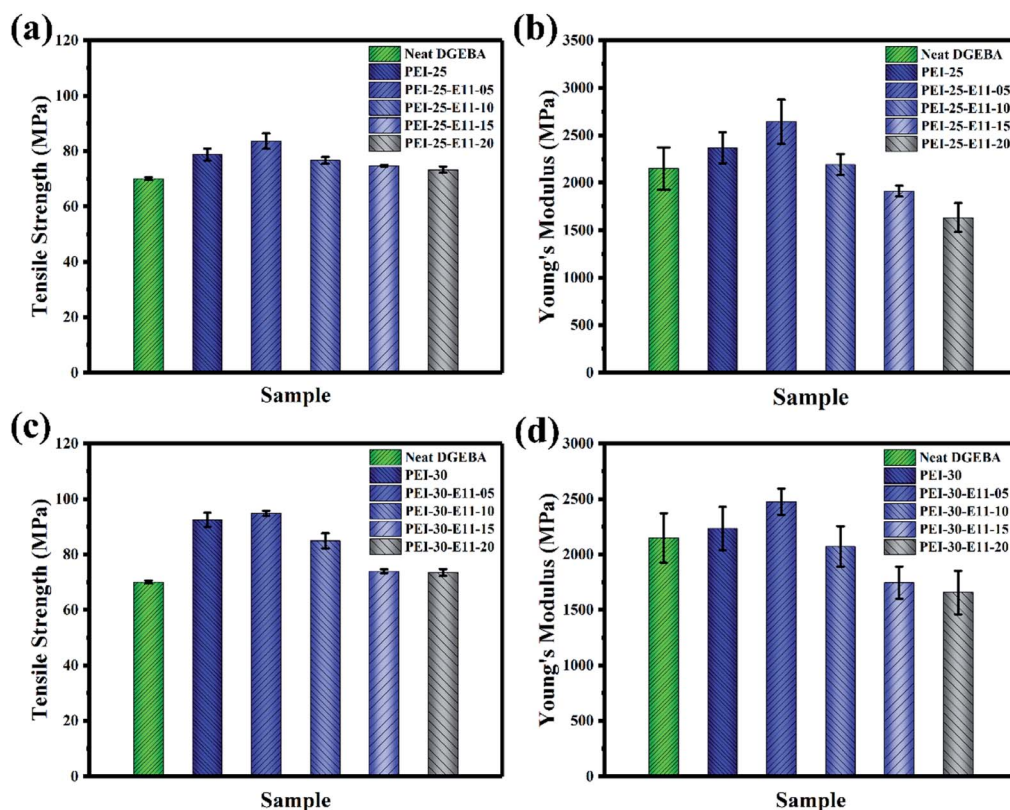 (a)
Tensile Strength (MPa)
120
100
80
60
40
20
0
Neat DGEBA
PEI-25
PEI-25-E11-05
PEI-25-E11-10
PEI-25-E11-15
PEI-25-E11-20
Sample
(b)
Young's Modulus (MPa)
3500
3000
2500
2000
1500
1000
500
0
Neat DGEBA
PEI-25
PEI-25-E11-05
PEI-25-E11-10
PEI-25-E11-15
PEI-25-E11-20
Sample
(c)
Tensile Strength (MPa)
120
100
80
60
40
20
0
Neat DGEBA
PEI-30
PEI-30-E11-05
PEI-30-E11-10
PEI-30-E11-15
PEI-30-E11-20
Sample
(d)
Young's Modulus (MPa)
3000
2500
2000
1500
1000
500
0
Neat DGEBA
PEI-30
PEI-30-E11-05
PEI-30-E11-10
PEI-30-E11-15
PEI-30-E11-20
Sample